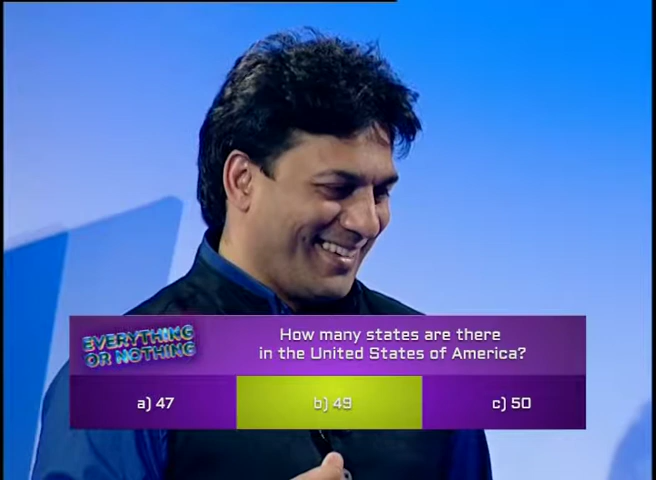 EVERYTHING
OR NOTHING
How many states are there
in the United States of America?
a) 47
b) 49
c) 50